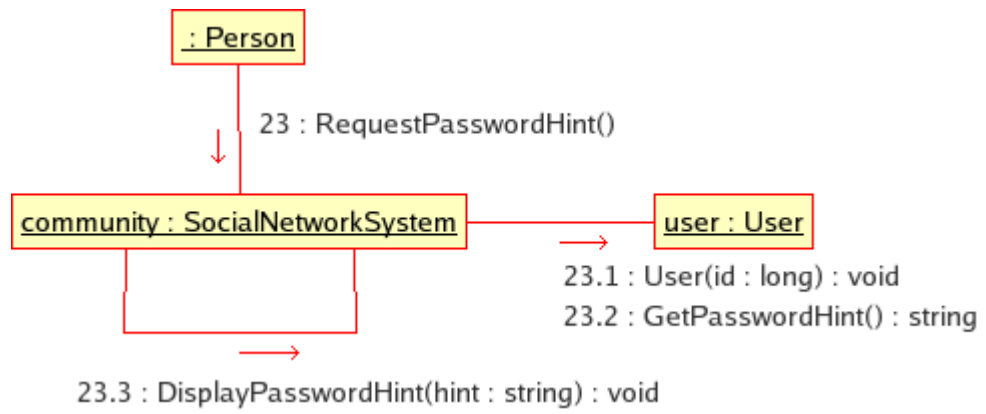 : Person
23 : RequestPasswordHint()
community : SocialNetworkSystem
user : User
23.1 : User(id : long) : void
23.2 : GetPasswordHint() : string
23.3 : DisplayPasswordHint(hint : string) : void